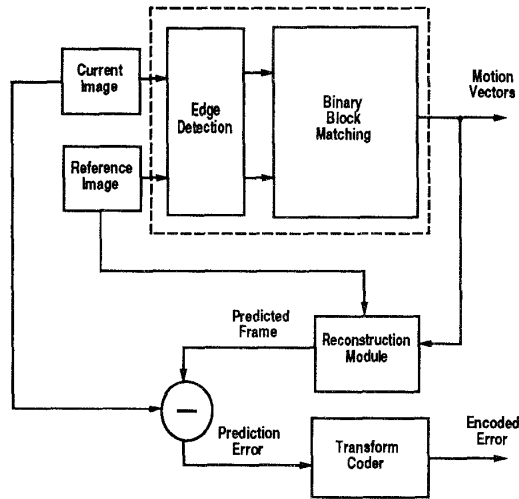 Current
Image
Edge
Detection
Binary
Block
Matching
Motion
Vectors
Reference
Image
Predicted
Frame
Reconstruction
Module
Prediction
Error
Transform
Coder
Encoded
Error